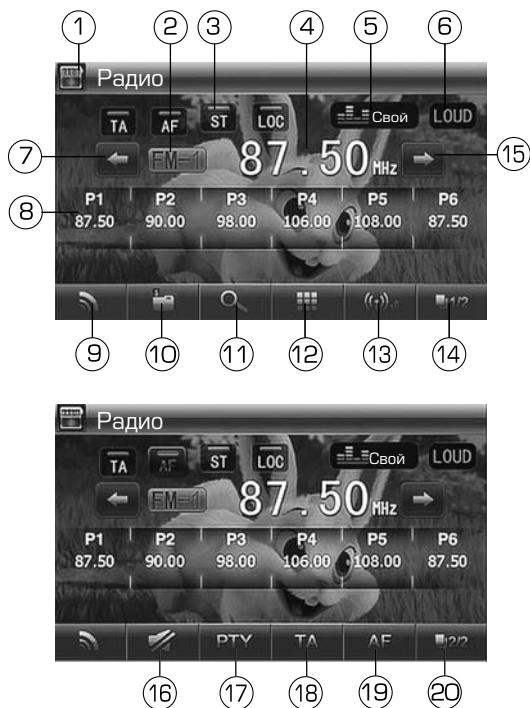 1 2 3 4 5 6
Радио
TA AF ST LOC Свой LOUD
7 FM-1 87.50 MHz 15
P1 P2 P3 P4 P5 P6
8 87.50 90.00 98.00 106.00 108.00 87.50
1/2
9 10 11 12 13 14
Радио
TA AF ST LOC Свой LOUD
FM-1 87.50 MHz
P1 P2 P3 P4 P5 P6
87.50 90.00 98.00 106.00 108.00 87.50
PTY TA AF 2/2
16 17 18 19 20